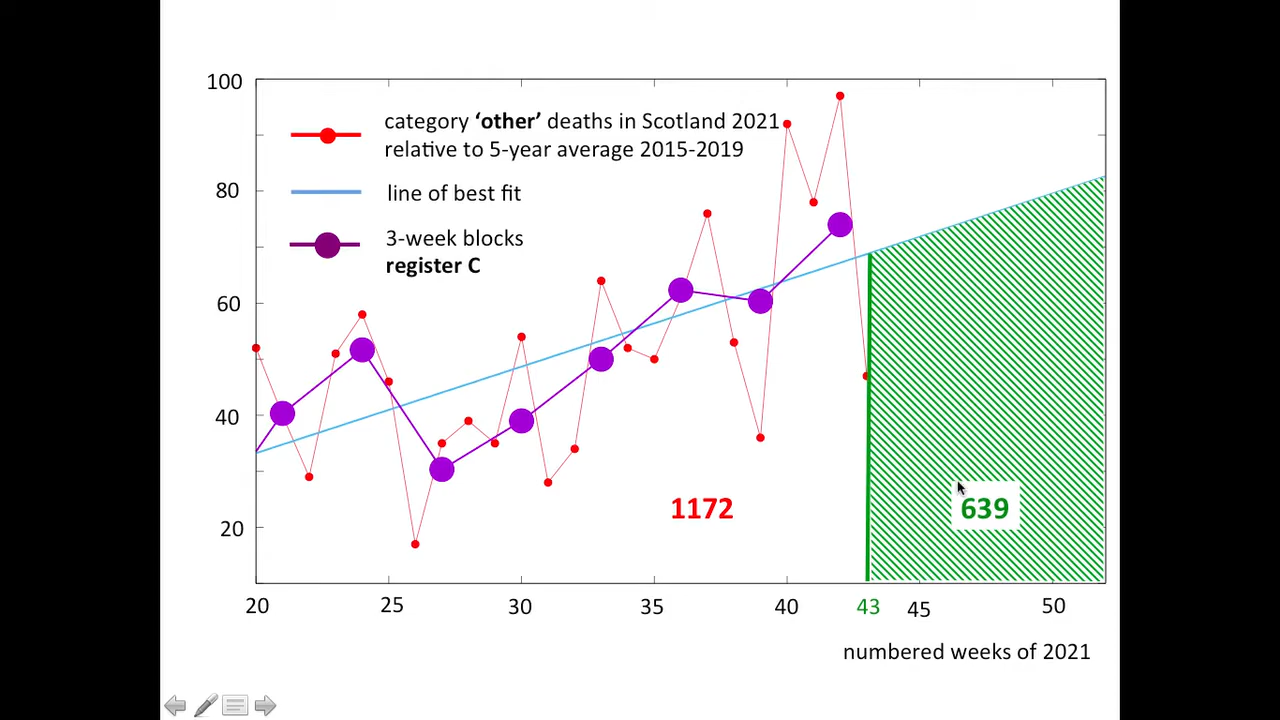 100
80
60
40
20
category ‘other’ deaths in Scotland 2021
relative to 5-year average 2015-2019
line of best fit
3-week blocks
register C
1172
639
20 25 30 35 40 43 45 50
numbered weeks of 2021